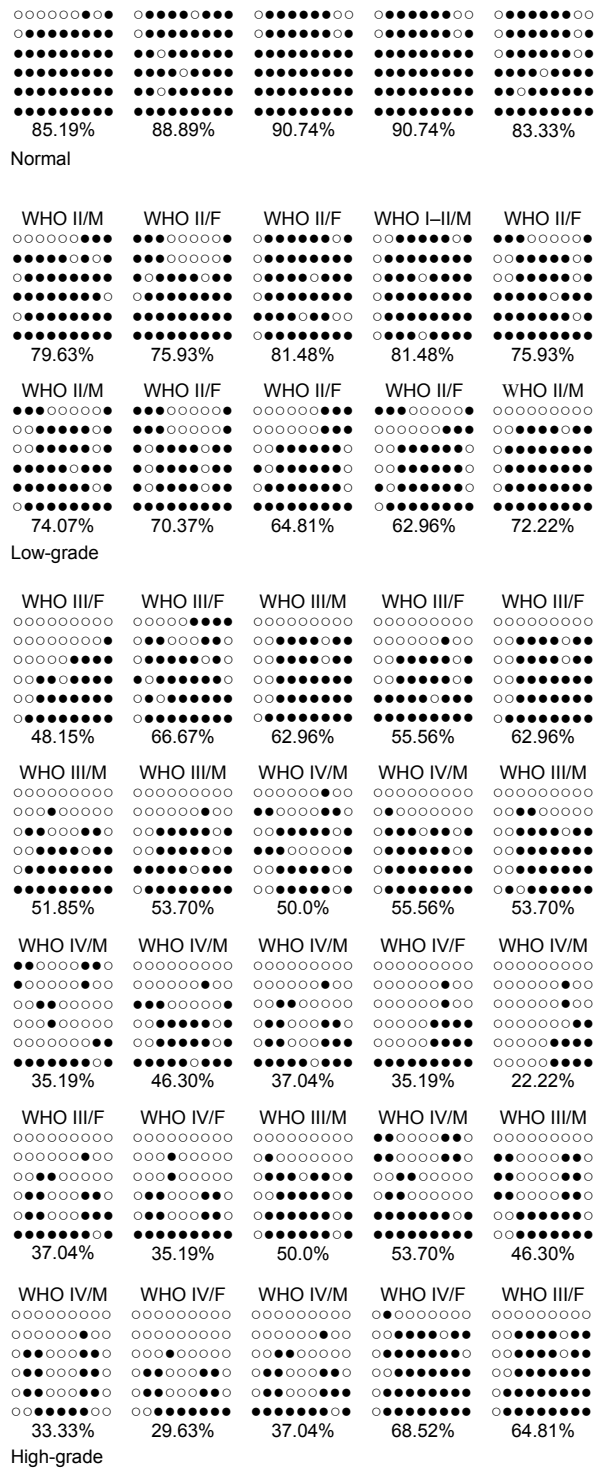 85.19% 88.89% 90.74% 90.74% 83.33%
Normal
WHO II/M WHO II/F WHO II/F WHO I–II/M WHO II/F
79.63% 75.93% 81.48% 81.48% 75.93%
WHO II/M WHO II/F WHO II/F WHO II/F WHO II/M
74.07% 70.37% 64.81% 62.96% 72.22%
Low-grade
WHO III/F WHO III/F WHO III/M WHO III/F WHO III/F
48.15% 66.67% 62.96% 55.56% 62.96%
WHO III/M WHO III/M WHO IV/M WHO IV/M WHO III/M
51.85% 53.70% 50.0% 55.56% 53.70%
WHO IV/M WHO IV/M WHO IV/M WHO IV/F WHO IV/M
35.19% 46.30% 37.04% 35.19% 22.22%
WHO III/F WHO IV/F WHO III/M WHO IV/M WHO III/M
37.04% 35.19% 50.0% 53.70% 46.30%
WHO IV/M WHO IV/F WHO IV/M WHO IV/F WHO III/F
33.33% 29.63% 37.04% 68.52% 64.81%
High-grade